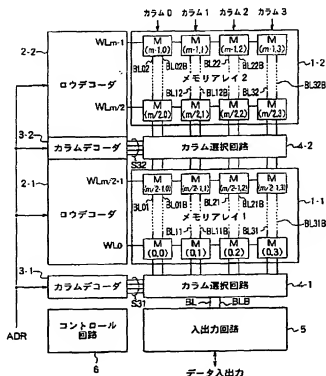 カラム0 カラム1 カラム2 カラム3
2-2
WLm-1
M M M M
(m-1,0) (m-1,1) (m-1,2) (m-1,3)
1-2
BL02 BL02B BL22 BL22B
ロウデコーダ
メモリアレイ2
BL12 BL12B BL32 BL32B
WLm/2
M M M M
(m/2,0) (m/2,1) (m/2,2) (m/2,3)
3-2
カラムデコーダ
S32
カラム選択回路
4-2
2-1
WLm/2-1
M M M M
(m/2-1,0) (m/2-1,1) (m/2-1,2) (m/2-1,3)
1-1
BL01 BL01B BL21 BL21B
ロウデコーダ
メモリアレイ1
BL11 BL11B BL31 BL31B
WL0
M M M M
(0,0) (0,1) (0,2) (0,3)
3-1
カラムデコーダ
S31
カラム選択回路
4-1
BL BLB
ADR
コントロール
回路
6
入出力回路
5
データ入出力